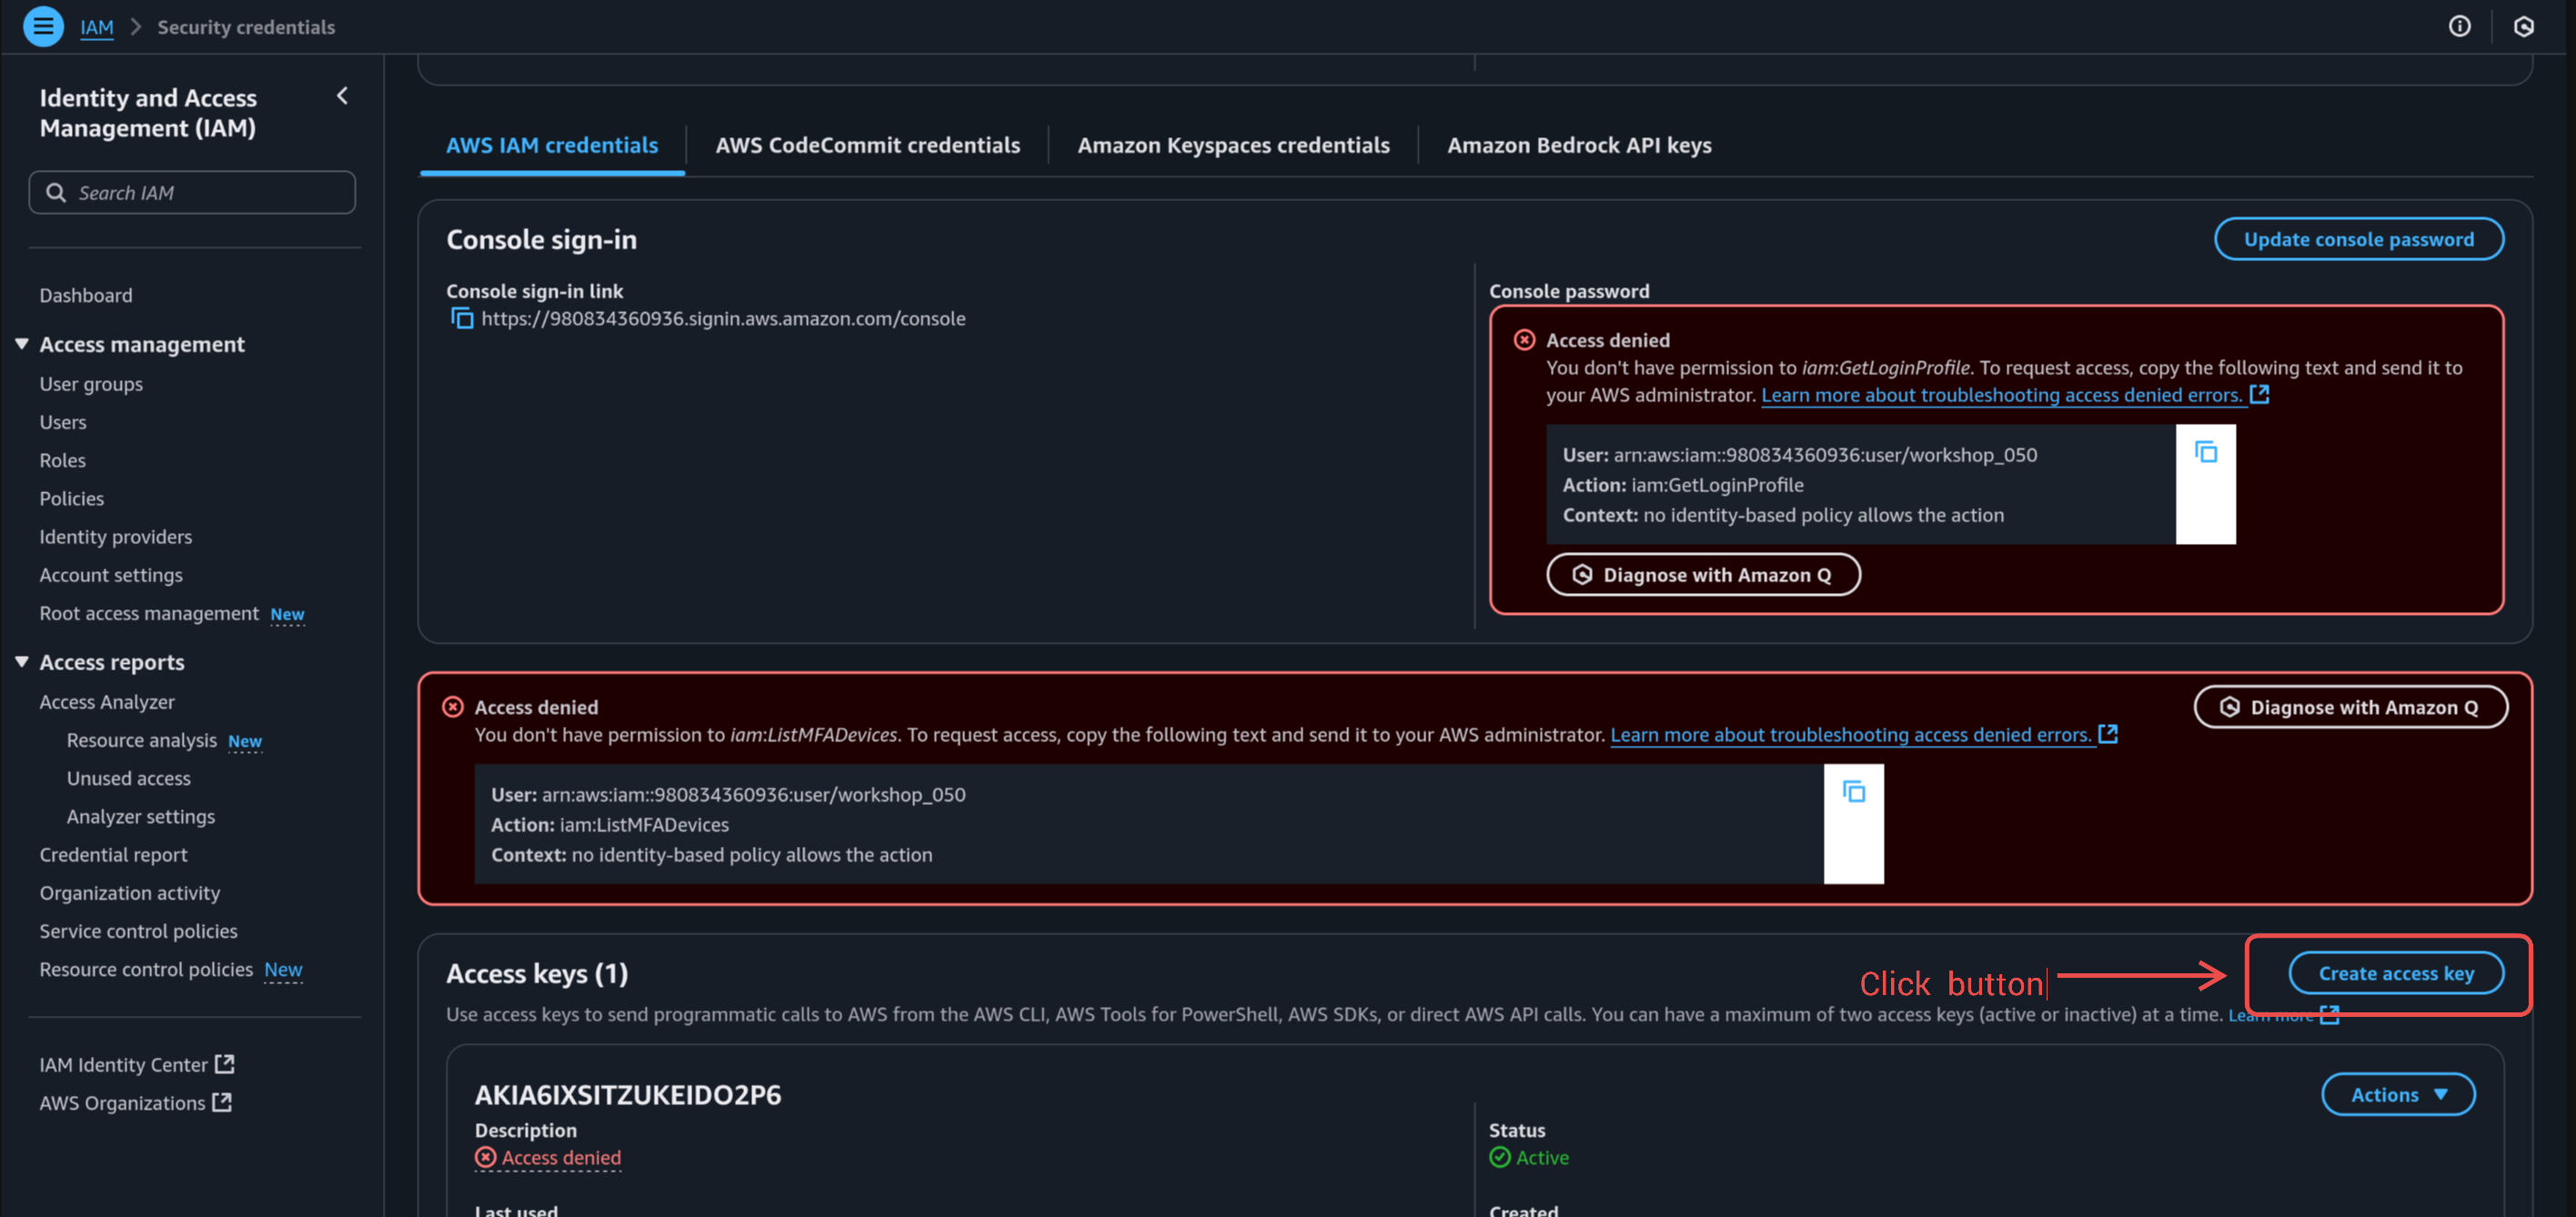 IAM > Security credentials
Identity and Access
Management (IAM)
Search IAM
Dashboard
Access management
User groups
Users
Roles
Policies
Identity providers
Account settings
Root access management New
Access reports
Access Analyzer
Resource analysis New
Unused access
Analyzer settings
Credential report
Organization activity
Service control policies
Resource control policies New
IAM Identity Center
AWS Organizations
AWS IAM credentials
AWS CodeCommit credentials
Amazon Keyspaces credentials
Amazon Bedrock API keys
Console sign-in
Update console password
Console sign-in link
https://980834360936.signin.aws.amazon.com/console
Console password
Access denied
You don't have permission to iam:GetLoginProfile. To request access, copy the following text and send it to
your AWS administrator. Learn more about troubleshooting access denied errors.
User: arn:aws:iam::980834360936:user/workshop_050
Action: iam:GetLoginProfile
Context: no identity-based policy allows the action
Diagnose with Amazon Q
Access denied
Diagnose with Amazon Q
You don't have permission to iam:ListMFADevices. To request access, copy the following text and send it to your AWS administrator. Learn more about troubleshooting access denied errors.
User: arn:aws:iam::980834360936:user/workshop_050
Action: iam:ListMFADevices
Context: no identity-based policy allows the action
Access keys (1)
Click button
Create access key
Use access keys to send programmatic calls to AWS from the AWS CLI, AWS Tools for PowerShell, AWS SDKs, or direct AWS API calls. You can have a maximum of two access keys (active or inactive) at a time. Learn more
AKIA6IXSITZUKEIDO2P6
Actions
Description
Access denied
Status
Active
Last used
Created